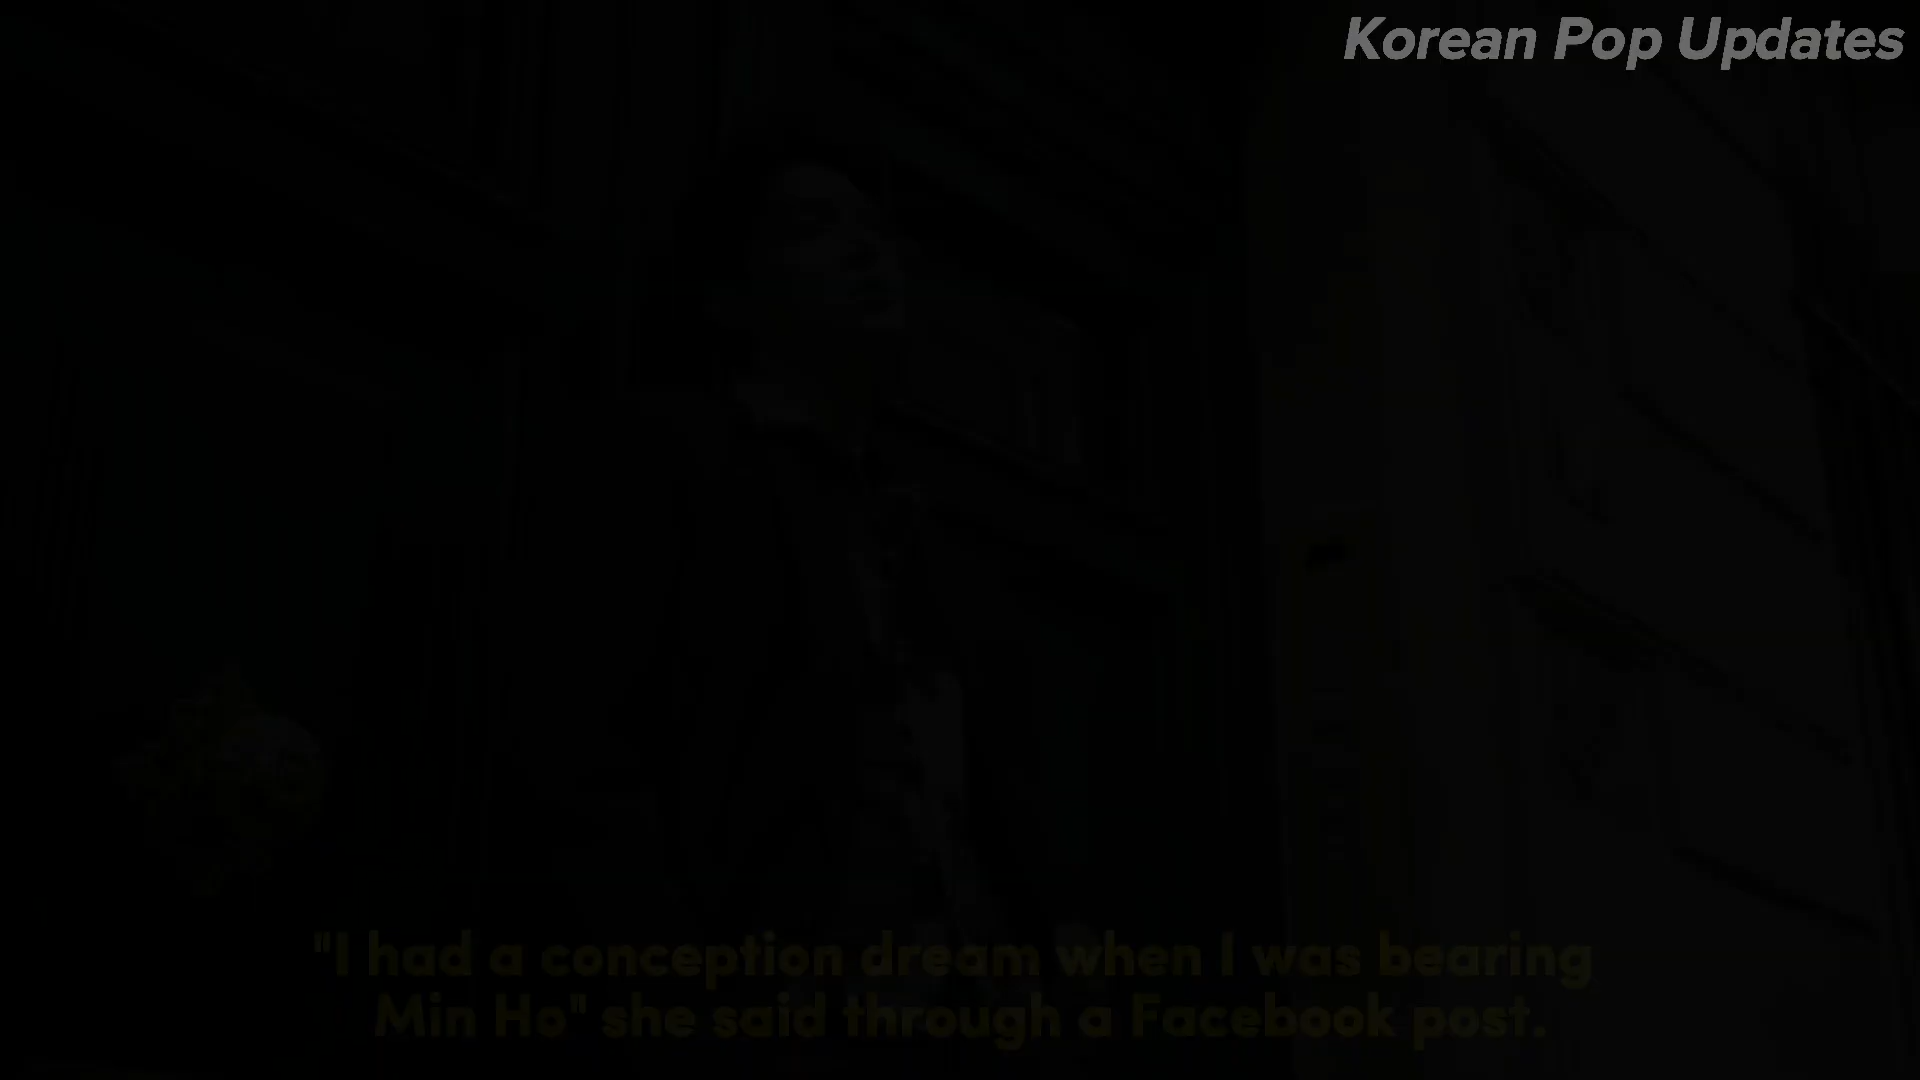 Korean Pop Updates
"I had a conception dream when I was bearing
Min Ho" she said through a Facebook post.